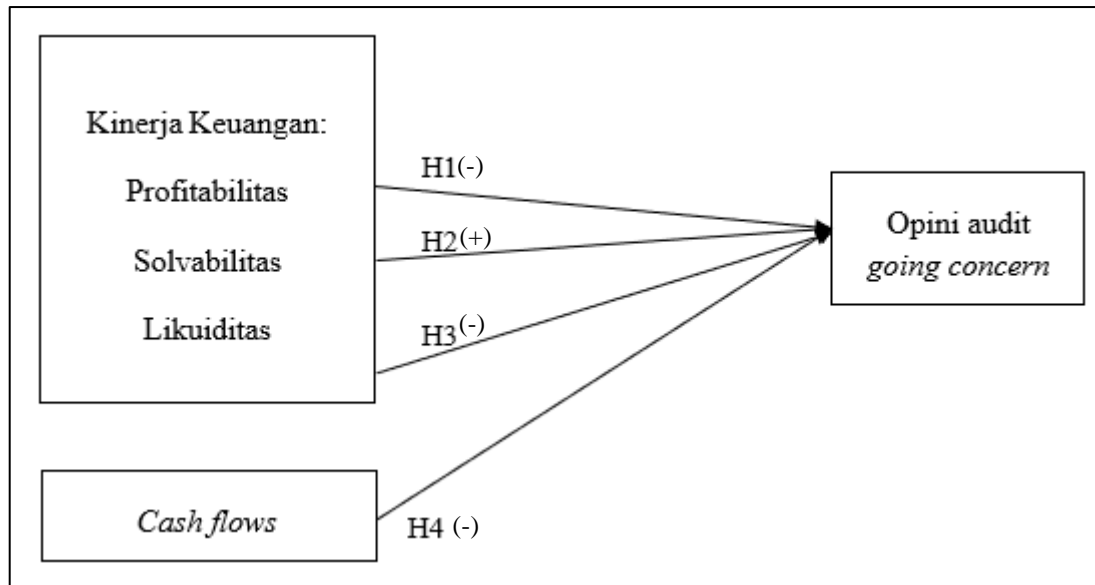 Kinerja Keuangan:
Profitabilitas
Solvabilitas
Likuiditas
H1(-)
H2(+)
H3(-)
Opini audit
going concern
Cash flows
H4 (-)